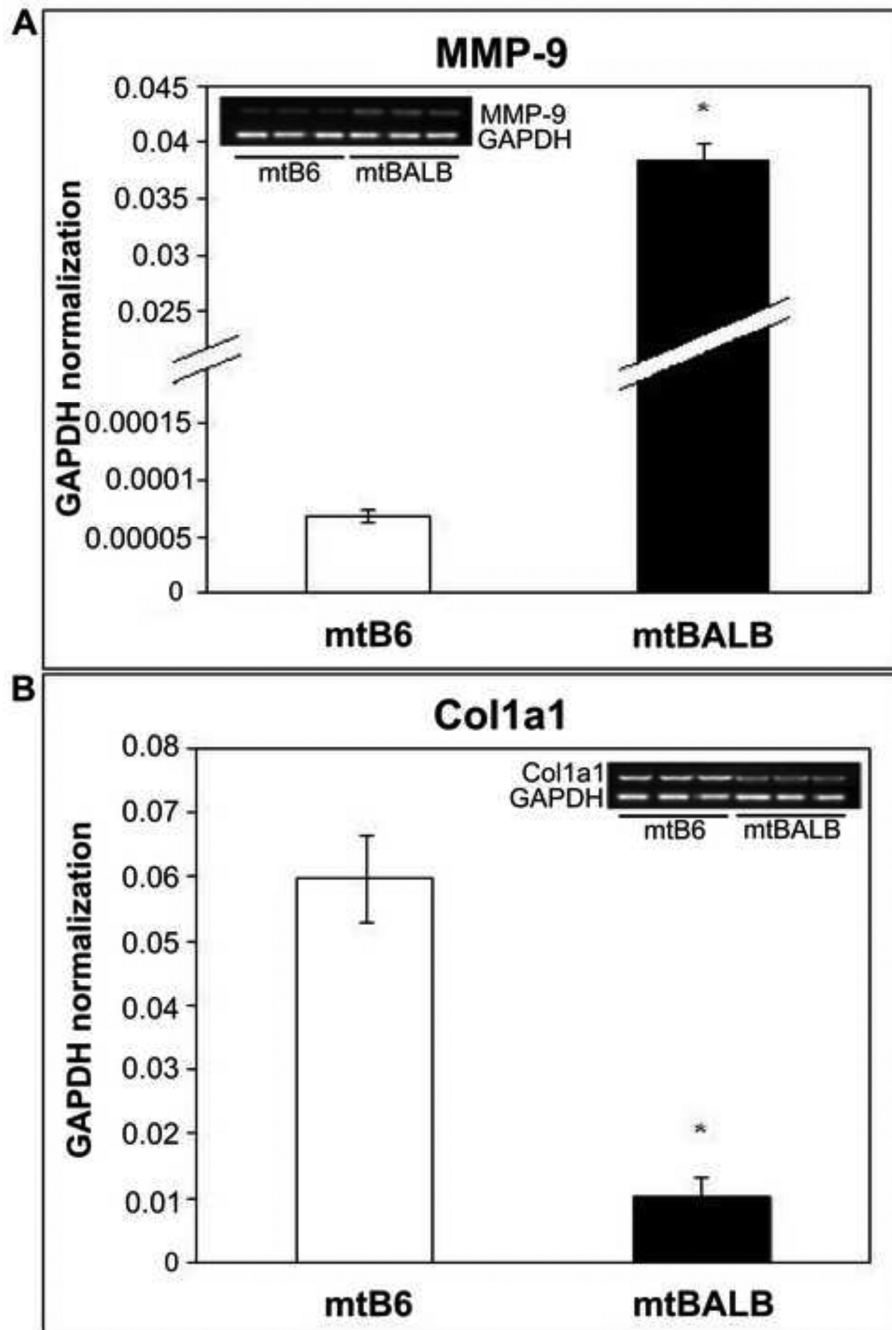 A
MMP-9
GAPDH normalization
0.045
0.04
0.035
0.03
0.025
0.00015
0.0001
0.00005
0
MMP-9
GAPDH
mtB6 mtBALB
*
mtB6 mtBALB
B
Col1a1
GAPDH normalization
0.08
0.07
0.06
0.05
0.04
0.03
0.02
0.01
0
Col1a1
GAPDH
mtB6 mtBALB
*
mtB6 mtBALB